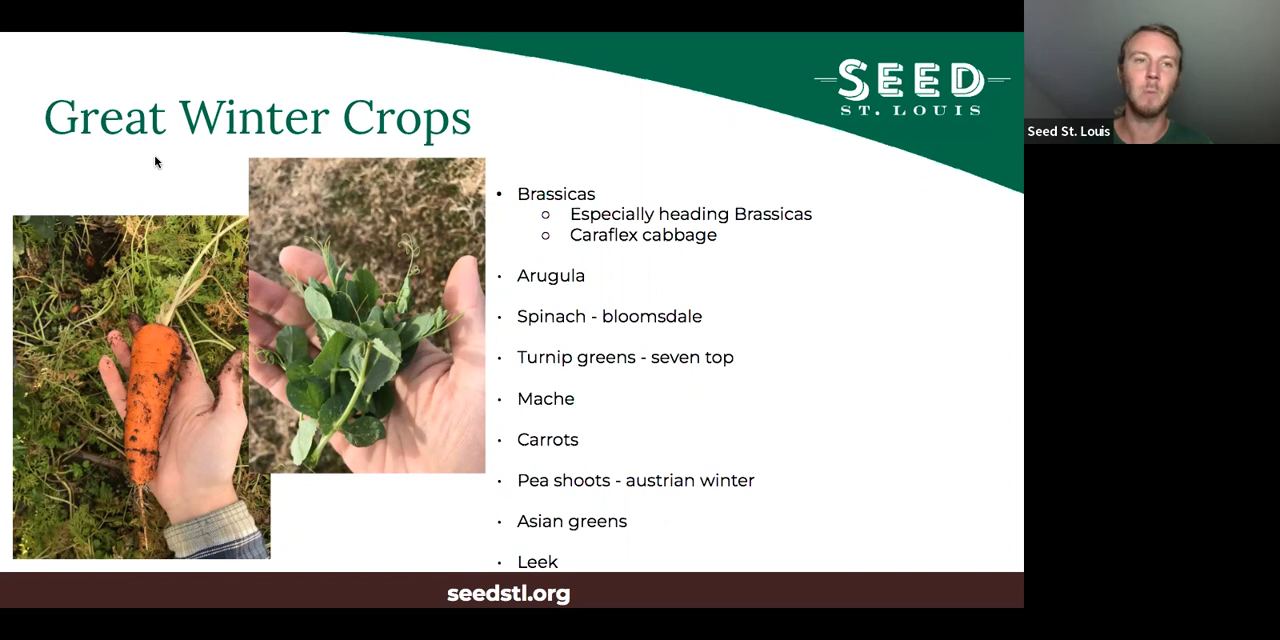 SEED
ST. LOUIS
Seed St. Louis
Great Winter Crops
• Brassicas
○ Especially heading Brassicas
○ Caraflex cabbage
• Arugula
• Spinach - bloomsdale
• Turnip greens - seven top
• Mache
• Carrots
• Pea shoots - austrian winter
• Asian greens
• Leek
seedstl.org